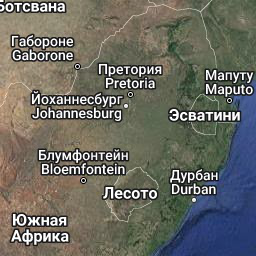 Ботсвана
Габороне
Gaborone
Претория
Pretoria
Мапуту
Maputo
Йоханнесбург
Johannesburg
Эсватини
Блумфонтейн
Bloemfontein
Дурбан
Durban
Лесото
Южная
Африка